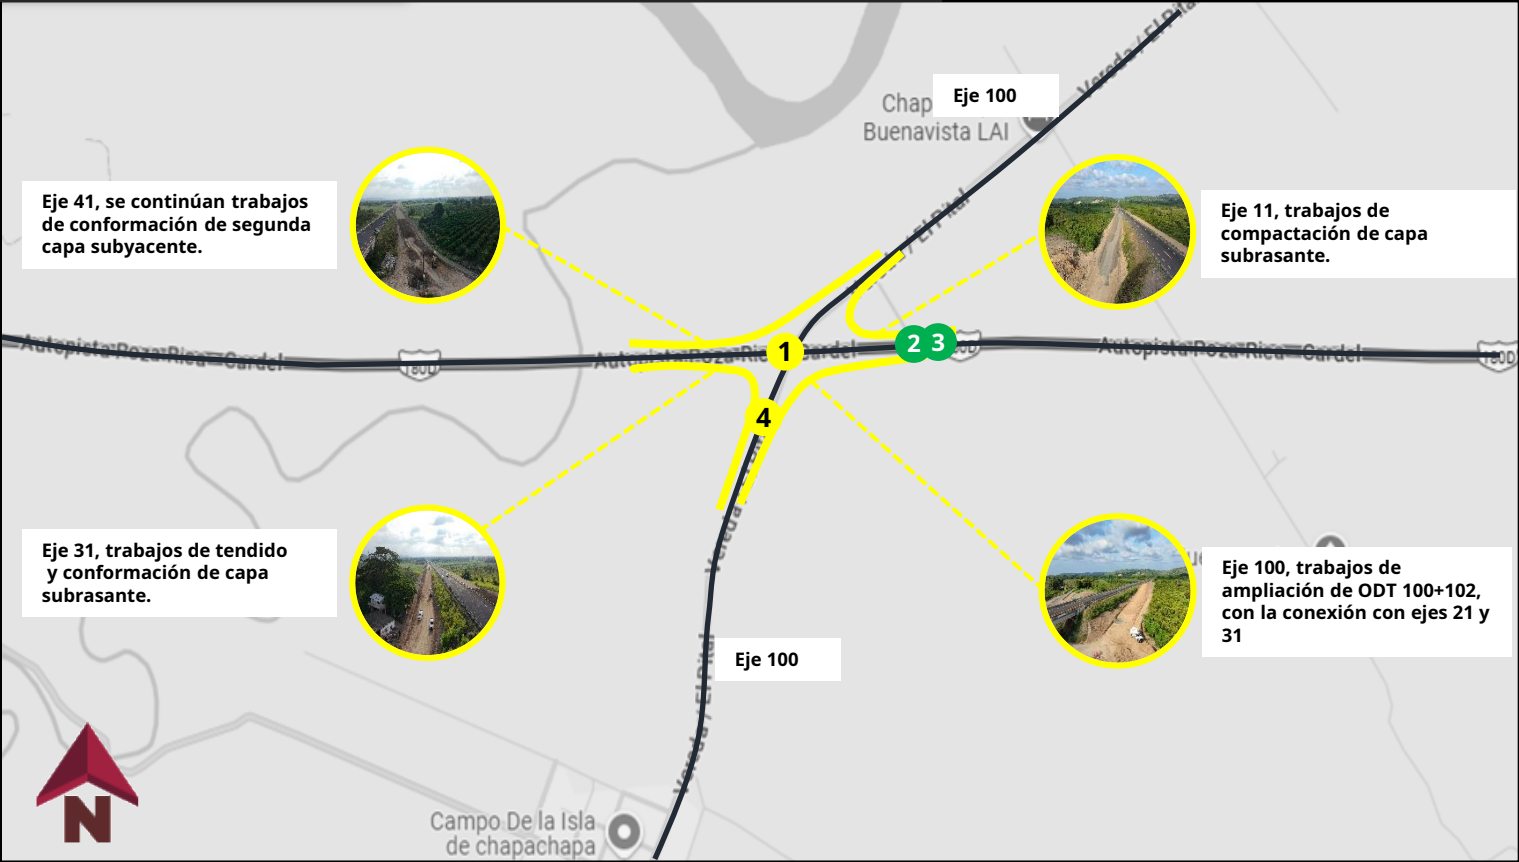 Vereda / El Pital
Eje 100
Chap
Buenavista LAI
Eje 41, se continúan trabajos
de conformación de segunda
capa subyacente.
Eje 11, trabajos de
compactación de capa
subrasante.
/ El Pital
Autopista Poza Rica - Cardel
180D
Autopista Poza Rica - Cardel
1
2
3
0D
Autopista Poza Rica - Cardel
180D
4
Vereda
Eje 31, trabajos de tendido
y conformación de capa
subrasante.
Eje 100, trabajos de
ampliación de ODT 100+102,
con la conexión con ejes 21 y
31
Eje 100
Vereda / El Pital
N
Campo De la Isla
de chapachapa